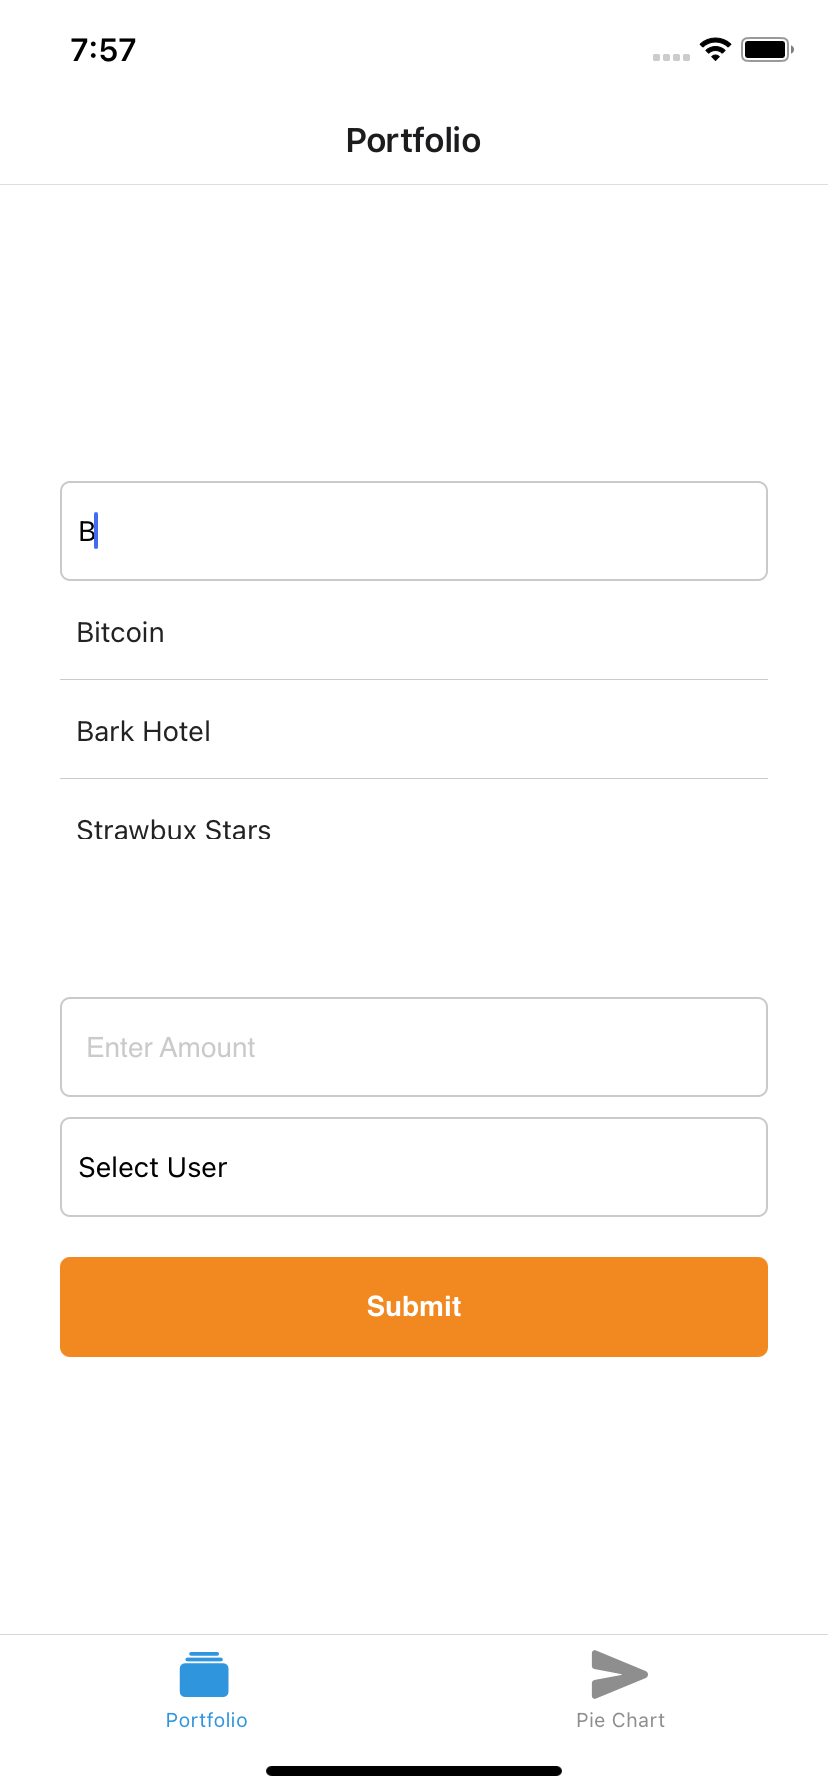 7:57
Portfolio
B
Bitcoin
Bark Hotel
Strawbux Stars
Enter Amount
Select User
Submit
Portfolio
Pie Chart